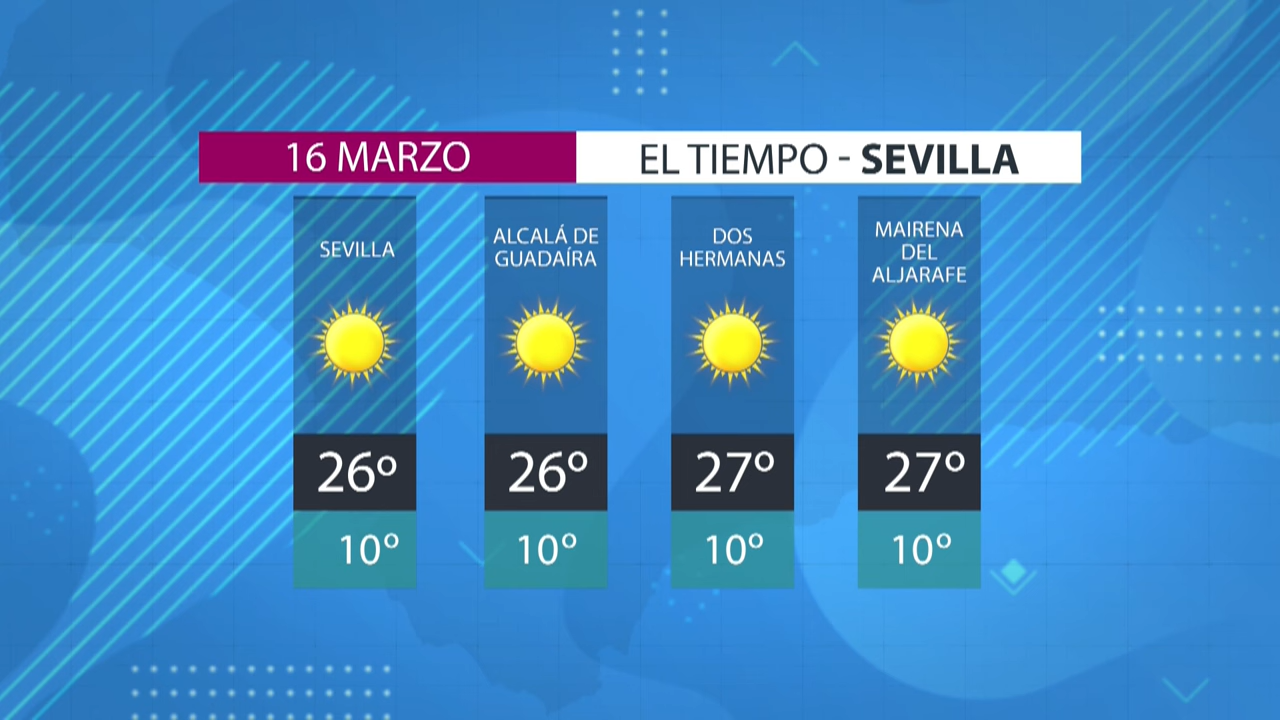 16 MARZO
EL TIEMPO - SEVILLA
SEVILLA
26º
10º
ALCALÁ DE
GUADAÍRA
26º
10º
DOS
HERMANAS
27º
10º
MAIRENA
DEL
ALJARAFE
27º
10º